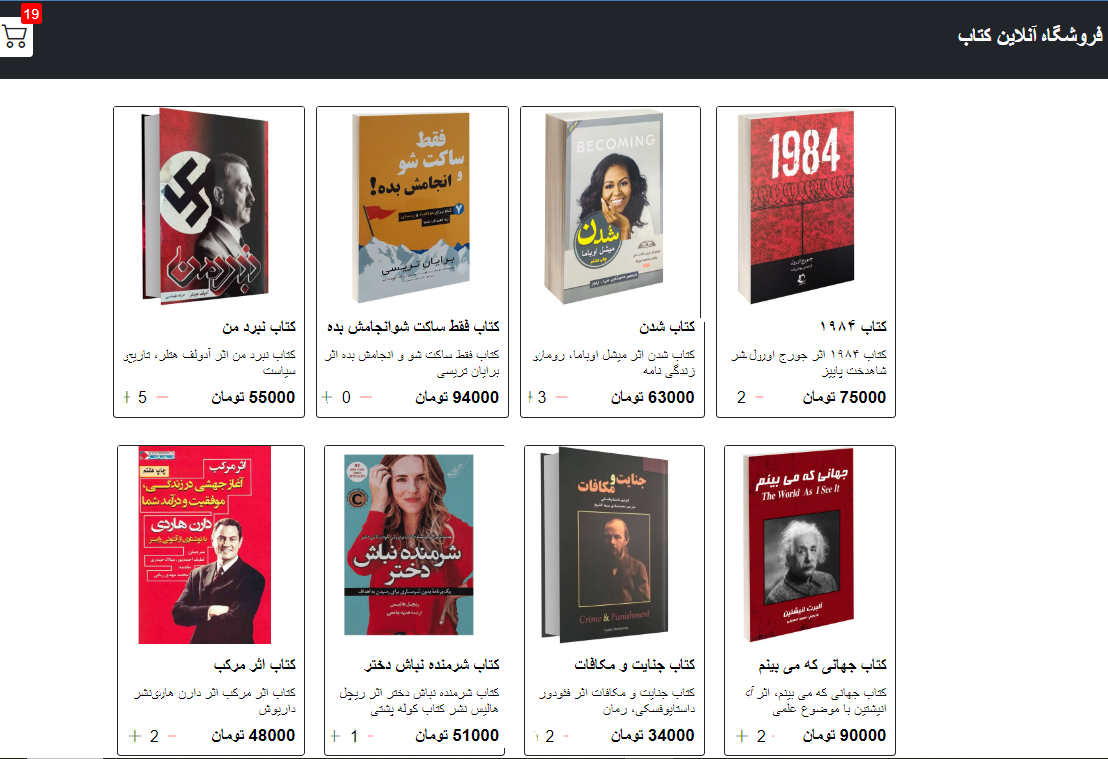 19
فروشگاه آنلاین کتاب
1984
کتاب ۱۹۸۴
کتاب ۱۹۸۴ اثر جورج اورول نشر
شاهدخت پاییز
75000 تومان
− 2
BECOMING
شدن
میشل اوباما
کتاب شدن
کتاب شدن اثر میشل اوباما، رومان و
زندگی نامه
63000 تومان
− 3 +
فقط
ساکت شو
و
انجامش بده!
برایان تریسی
کتاب فقط ساکت شوانجامش بده
کتاب فقط ساکت شو و انجامش بده اثر
برایان تریسی
94000 تومان
− 0 +
نبرد من
کتاب نبرد من
کتاب نبرد من اثر آدولف هتلر، تاریخ و
سیاست
55000 تومان
− 5 +
جهانی که می بینم
The World As I See It
آلبرت انیشتین
کتاب جهانی که می بینم
کتاب جهانی که می بینم، اثر
انیشتین با موضوع علمی
90000 تومان
- 2 +
جنایت و
مکافات
Crime & Punishment
کتاب جنایت و مکافات
کتاب جنایت و مکافات اثر فئودور
داستایوفسکی، رمان
34000 تومان
- 2
شرمنده نباش
دختر
کتاب شرمنده نباش دختر
کتاب شرمنده نباش دختر اثر ریچل
هالیس نشر کتاب کوله پشتی
51000 تومان
- 1 +
چاپ هفتم
اثر مرکب
آغاز جهشی در زندگی،
موفقیت و درآمد شما
دارن هاردی
کتاب اثر مرکب
کتاب اثر مرکب اثر دارن هاردی نشر
داریوش
48000 تومان
− 2 +